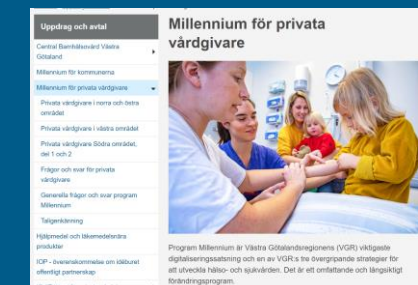 Uppdrag och avtal
Central Barnhälsovård Västra
Götaland
Millennium för kommunerna
Millennium för privata vårdgivare
Privata vårdgivare i norra och östra
området
Privata vårdgivare i västra området
Privata vårdgivare Södra området,
del 1 och 2
Frågor och svar för privata
vårdgivare
Generella frågor och svar program
Millennium
Taligenkänning
Hjälpmedel och läkemedelsnära
produkter
IOP - överenskommelse om idéburet
offentligt partnerskap
Millennium för privata
vårdgivare
Program Millennium är Västra Götalandsregionens (VGR) viktigaste
digitaliseringssatsning och en av VGR:s tre övergripande strategier för
att utveckla hälso- och sjukvården. Det är ett omfattande och långsiktigt
förändringsprogram.